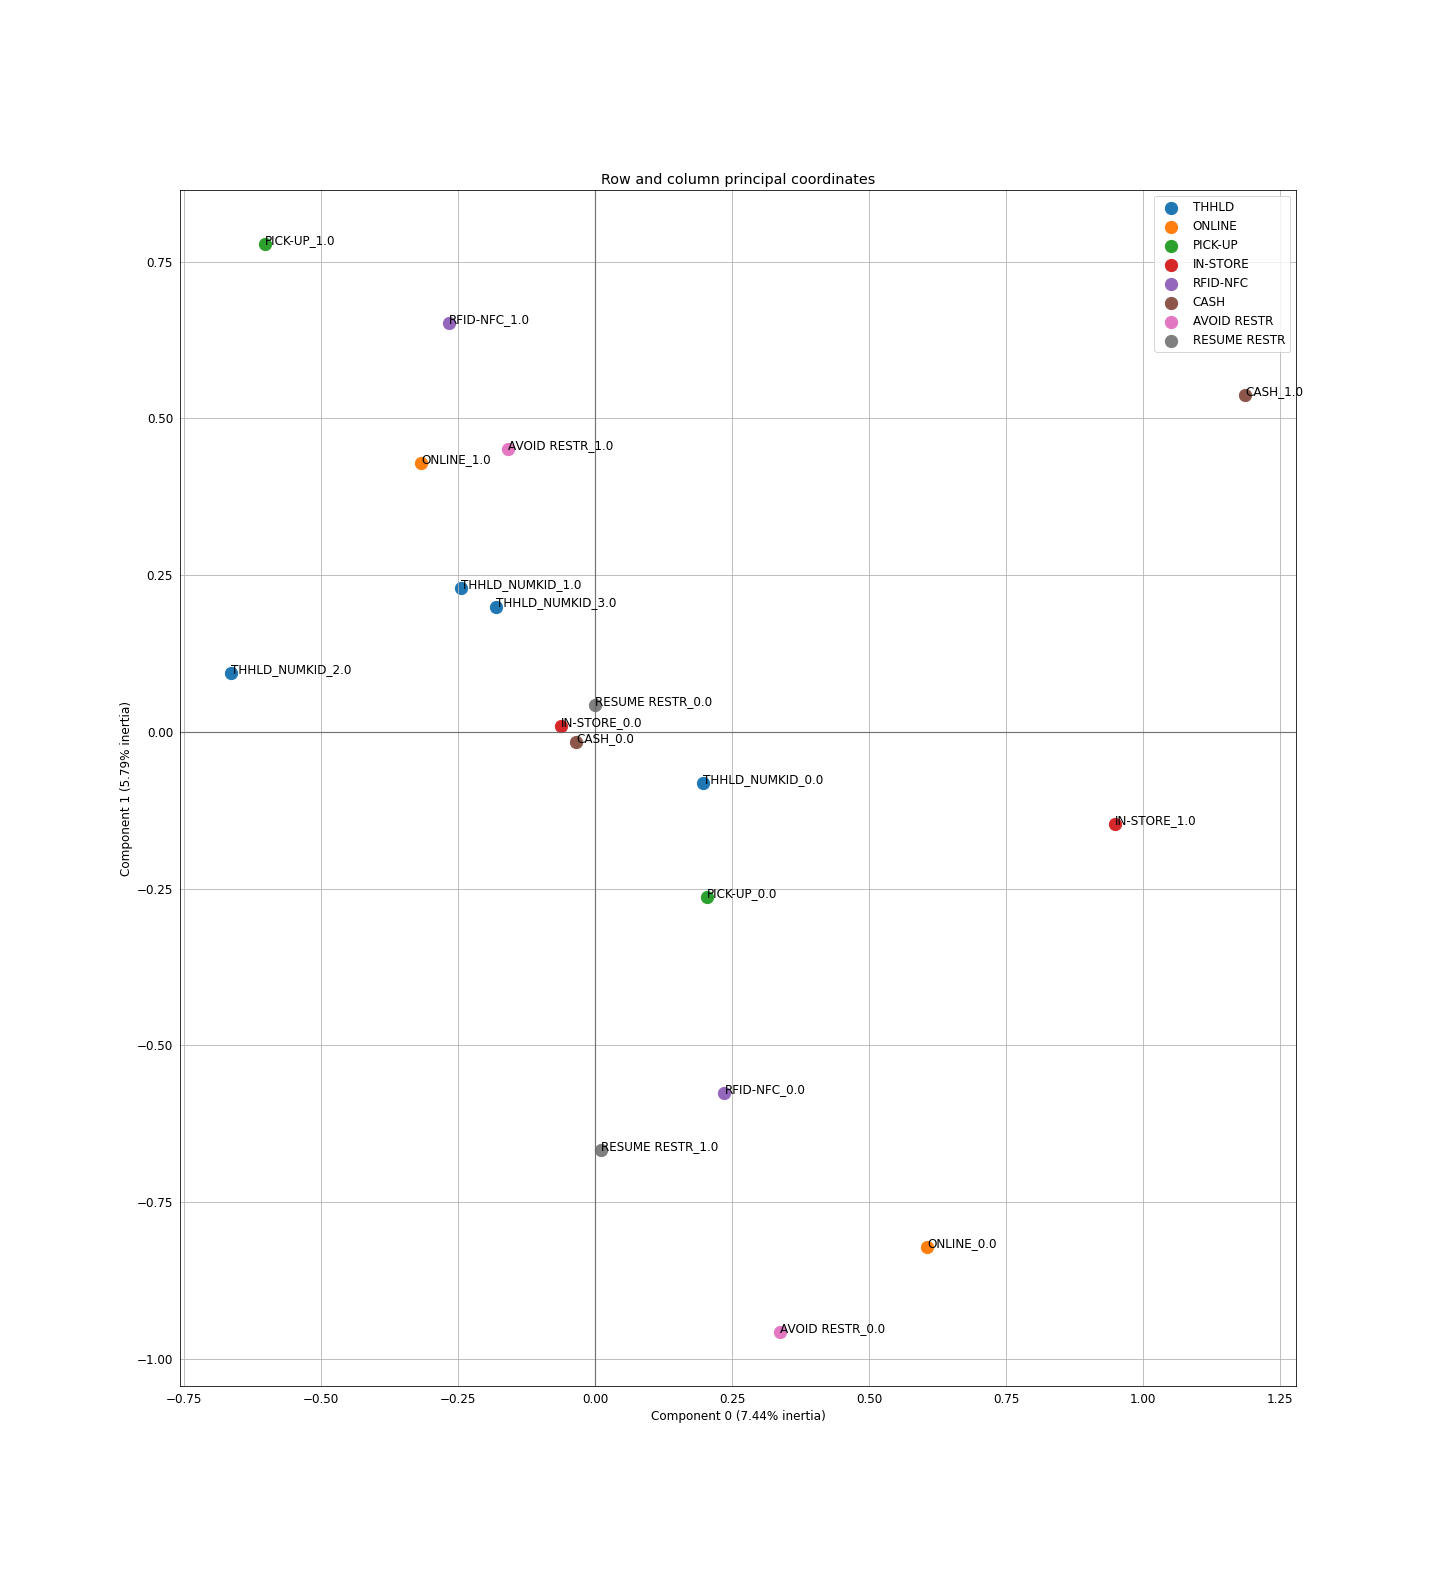 Row and column principal coordinates
THHLD
ONLINE
PICK-UP
IN-STORE
RFID-NFC
CASH
AVOID RESTR
RESUME RESTR
PICK-UP_1.0
RFID-NFC_1.0
CASH_1.0
AVOID RESTR_1.0
ONLINE_1.0
THHLD_NUMKID_1.0
THHLD_NUMKID_3.0
THHLD_NUMKID_2.0
RESUME RESTR_0.0
IN-STORE_0.0
CASH_0.0
THHLD_NUMKID_0.0
IN-STORE_1.0
PICK-UP_0.0
RFID-NFC_0.0
RESUME RESTR_1.0
ONLINE_0.0
AVOID RESTR_0.0
0.75
0.50
0.25
0.00
−0.25
−0.50
−0.75
−1.00
Component 1 (5.79% inertia)
−0.75 −0.50 −0.25 0.00 0.25 0.50 0.75 1.00 1.25
Component 0 (7.44% inertia)